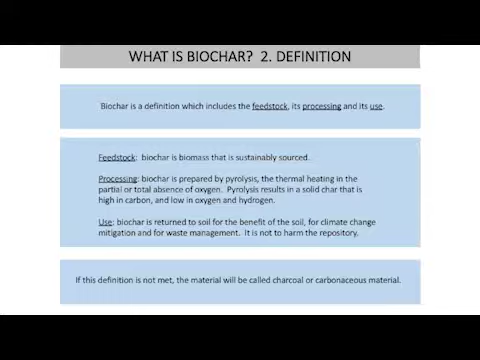 WHAT IS BIOCHAR? 2. DEFINITION
Biochar is a definition which includes the feedstock, its processing and its use.
Feedstock: biochar is biomass that is sustainably sourced.
Processing: biochar is prepared by pyrolysis, the thermal heating in the
partial or total absence of oxygen. Pyrolysis results in a solid char that is
high in carbon, and low in oxygen and hydrogen.
Use: biochar is returned to soil for the benefit of the soil, for climate change
mitigation and for waste management. It is not to harm the repository.
If this definition is not met, the material will be called charcoal or carbonaceous material.